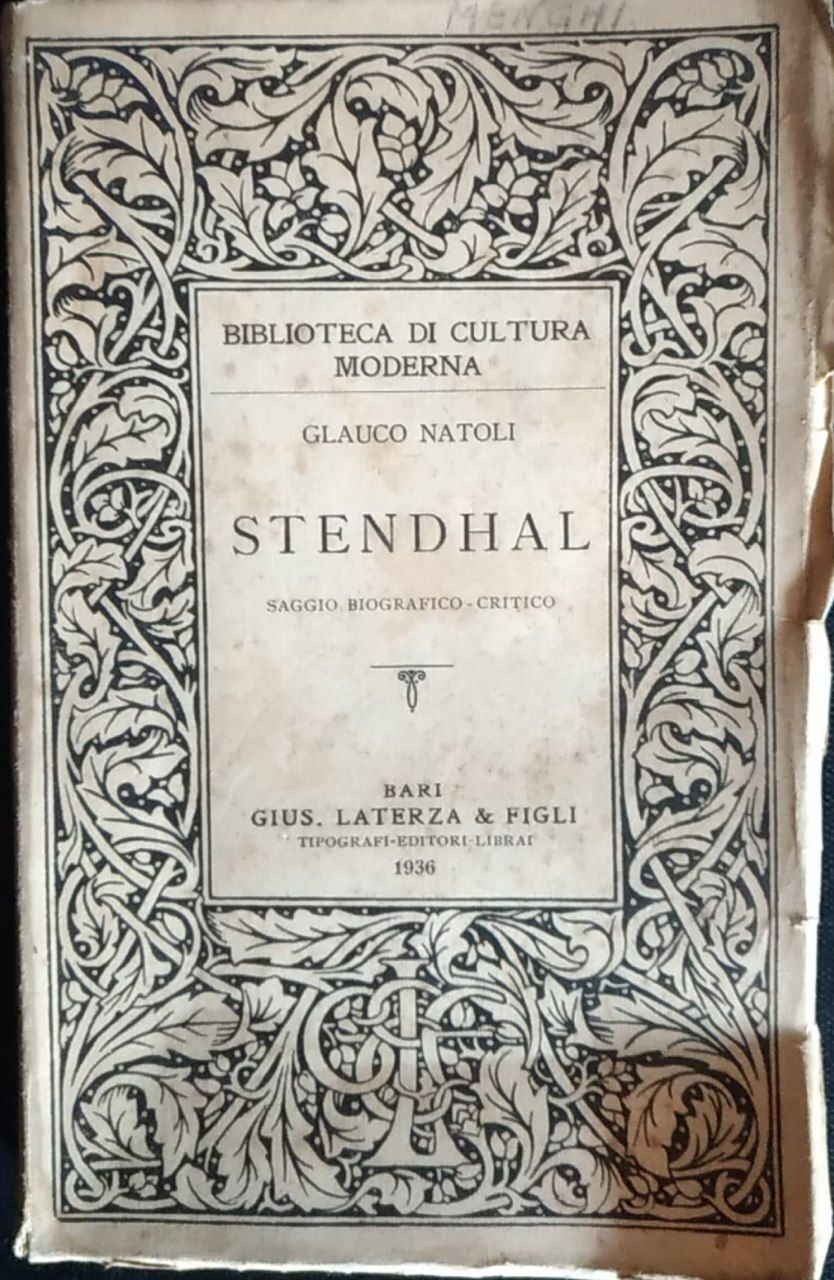 MENGHI
BIBLIOTECA DI CULTURA
MODERNA
GLAUCO NATOLI
STENDHAL
SAGGIO BIOGRAFICO-CRITICO
BARI
GIUS. LATERZA & FIGLI
TIPOGRAFI-EDITORI-LIBRAI
1936